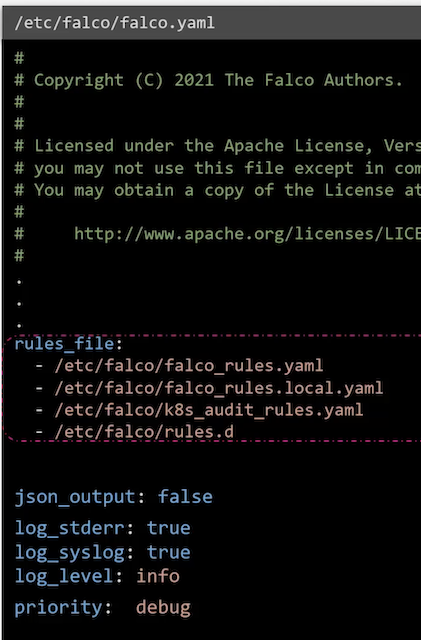 /etc/falco/falco.yaml
#
# Copyright (C) 2021 The Falco Authors.
#
#
# Licensed under the Apache License, Vers
# you may not use this file except in com
# You may obtain a copy of the License at
#
#     http://www.apache.org/licenses/LICE
#
.
.
.
rules_file:
  - /etc/falco/falco_rules.yaml
  - /etc/falco/falco_rules.local.yaml
  - /etc/falco/k8s_audit_rules.yaml
  - /etc/falco/rules.d
json_output: false
log_stderr: true
log_syslog: true
log_level: info
priority:  debug